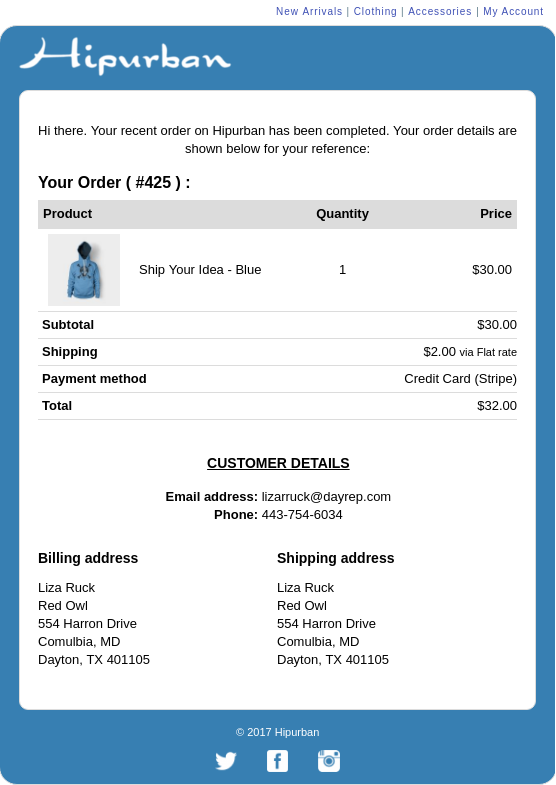 New Arrivals | Clothing | Accessories | My Account
Hipurban
Hi there. Your recent order on Hipurban has been completed. Your order details are
shown below for your reference:
Your Order ( #425 ) :
Product Quantity Price
Ship Your Idea - Blue 1 $30.00
Subtotal $30.00
Shipping $2.00 via Flat rate
Payment method Credit Card (Stripe)
Total $32.00
CUSTOMER DETAILS
Email address: lizarruck@dayrep.com
Phone: 443-754-6034
Billing address Shipping address
Liza Ruck Liza Ruck
Red Owl Red Owl
554 Harron Drive 554 Harron Drive
Comulbia, MD Comulbia, MD
Dayton, TX 401105 Dayton, TX 401105
© 2017 Hipurban